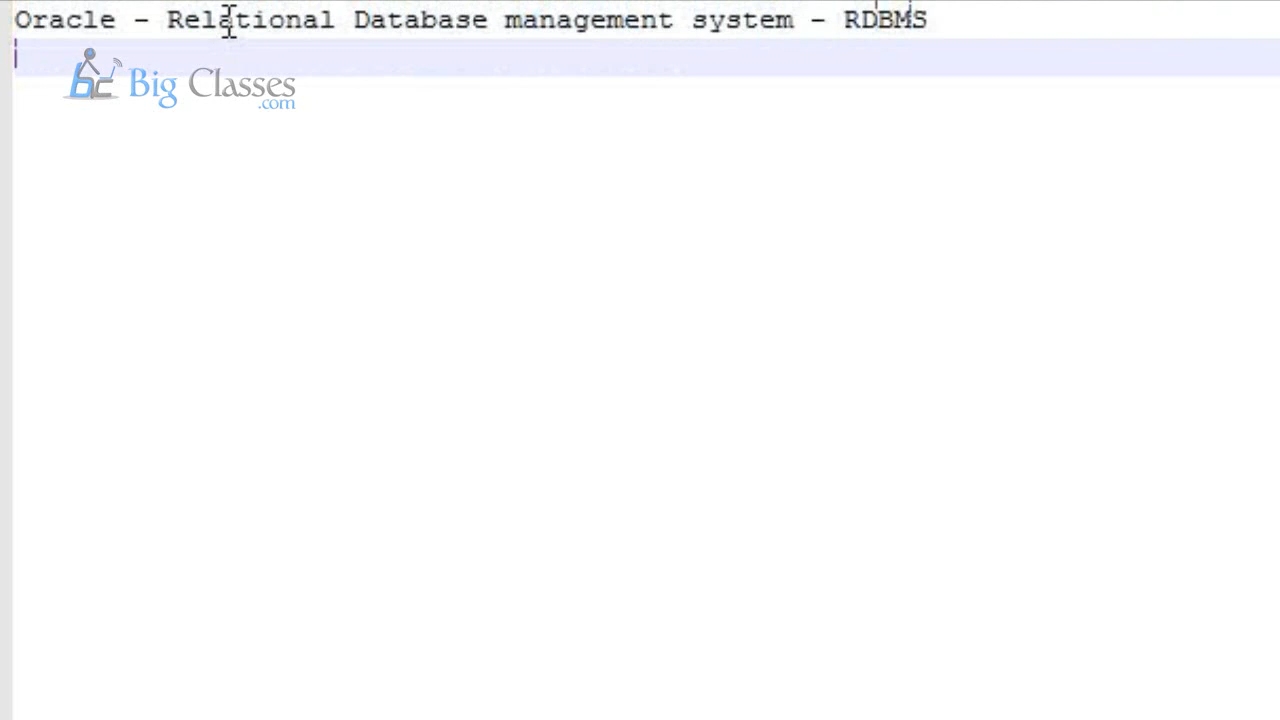 Oracle - Relational Database management system - RDBMS
Big Classes
.com